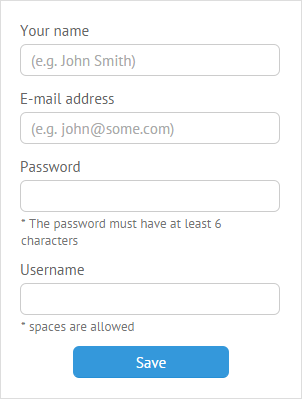 Your name
(e.g. John Smith)
E-mail address
(e.g. john@some.com)
Password
* The password must have at least 6
characters
Username
* spaces are allowed
Save